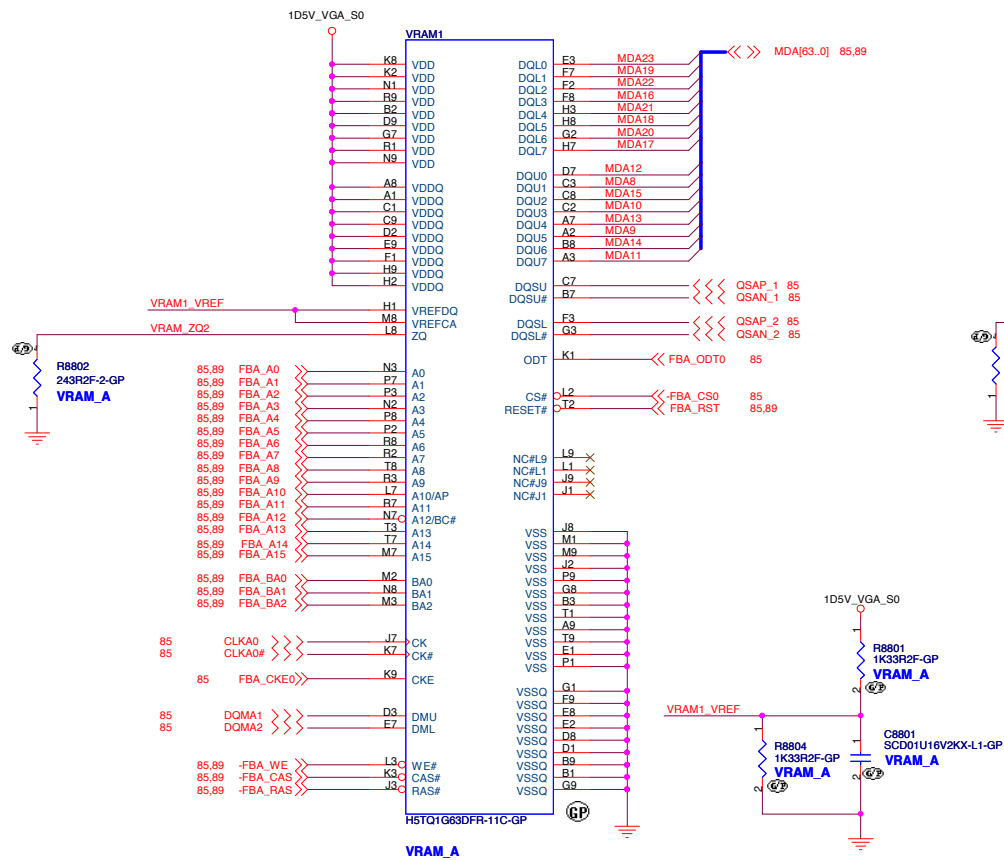 1D5V_VGA_S0
VRAM1
K8 VDD DQL0 E3 MDA23 MDA[63..0] 85,89
K2 VDD DQL1 F7 MDA19
N1 VDD DQL2 F2 MDA22
R9 VDD DQL3 F8 MDA16
B2 VDD DQL4 H3 MDA21
D9 VDD DQL5 H8 MDA18
G7 VDD DQL6 G2 MDA20
R1 VDD DQL7 H7 MDA17
N9 VDD
A8 VDDQ DQU0 D7 MDA12
A1 VDDQ DQU1 C3 MDA8
C1 VDDQ DQU2 C8 MDA15
C9 VDDQ DQU3 C2 MDA10
D2 VDDQ DQU4 A7 MDA13
E9 VDDQ DQU5 A2 MDA9
F1 VDDQ DQU6 B8 MDA14
H9 VDDQ DQU7 A3 MDA11
H2 VDDQ
DQSU C7 QSAP_1 85
DQSU# B7 QSAN_1 85
VRAM1_VREF H1 VREFDQ
M8 VREFCA DQSL F3 QSAP_2 85
VRAM_ZQ2 L8 ZQ DQSL# G3 QSAN_2 85
ODT K1 FBA_ODT0 85
R8802
243R2F-2-GP
VRAM_A
1
1
85,89 FBA_A0 N3 A0
85,89 FBA_A1 P7 A1
85,89 FBA_A2 P3 A2 CS# L2 -FBA_CS0 85
85,89 FBA_A3 N2 A3 RESET# T2 FBA_RST 85,89
85,89 FBA_A4 P8 A4
85,89 FBA_A5 P2 A5
85,89 FBA_A6 R8 A6
85,89 FBA_A7 R2 A7 NC#L9 L9
85,89 FBA_A8 T8 A8 NC#L1 L1
85,89 FBA_A9 R3 A9 NC#J9 J9
85,89 FBA_A10 L7 A10/AP NC#J1 J1
85,89 FBA_A11 R7 A11
85,89 FBA_A12 N7 A12/BC#
85,89 FBA_A13 T3 A13 VSS J8
85,89 FBA_A14 T7 A14 VSS M1
85,89 FBA_A15 M7 A15 VSS M9
VSS J2
85,89 FBA_BA0 M2 BA0 VSS P9
85,89 FBA_BA1 N8 BA1 VSS G8
85,89 FBA_BA2 M3 BA2 VSS B3
VSS T1
VSS A9
85 CLKA0 J7 CK VSS T9
85 CLKA0# K7 CK# VSS E1
VSS P1
85 FBA_CKE0 K9 CKE
VSSQ G1
VSSQ F9
85 DQMA1 D3 DMU VSSQ E8
85 DQMA2 E7 DML VSSQ E2
VSSQ D8
VSSQ D1
85,89 -FBA_WE L3 WE# VSSQ B9
85,89 -FBA_CAS K3 CAS# VSSQ B1
85,89 -FBA_RAS J3 RAS# VSSQ G9
H5TQ1G63DFR-11C-GP
GP
VRAM_A
1D5V_VGA_S0
1
R8801
1K33R2F-GP
VRAM_A
2
VRAM1_VREF
1
R8804
1K33R2F-GP
VRAM_A
2
1
C8801
SCD01U16V2KX-L1-GP
VRAM_A
2